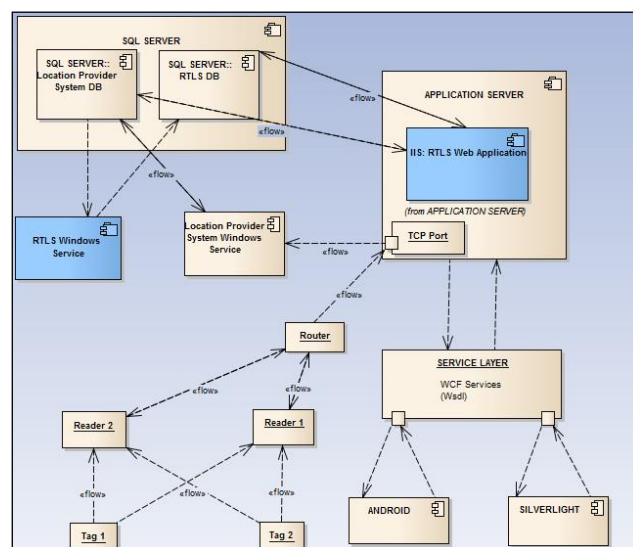 SQL SERVER
SQL SERVER::
Location Provider
System DB
SQL SERVER::
RTLS DB
«flow»
«flow»
APPLICATION SERVER
IIS: RTLS Web Application
(from APPLICATION SERVER)
TCP Port
RTLS Windows
Service
Location Provider
System Windows
Service
«flow»
«flow»
«flow»
Router
SERVICE LAYER
WCF Services
(Wsdl)
«flow»
«flow»
Reader 2
Reader 1
«flow»
«flow»
«flow»
«flow»
ANDROID
SILVERLIGHT
Tag 1
Tag 2